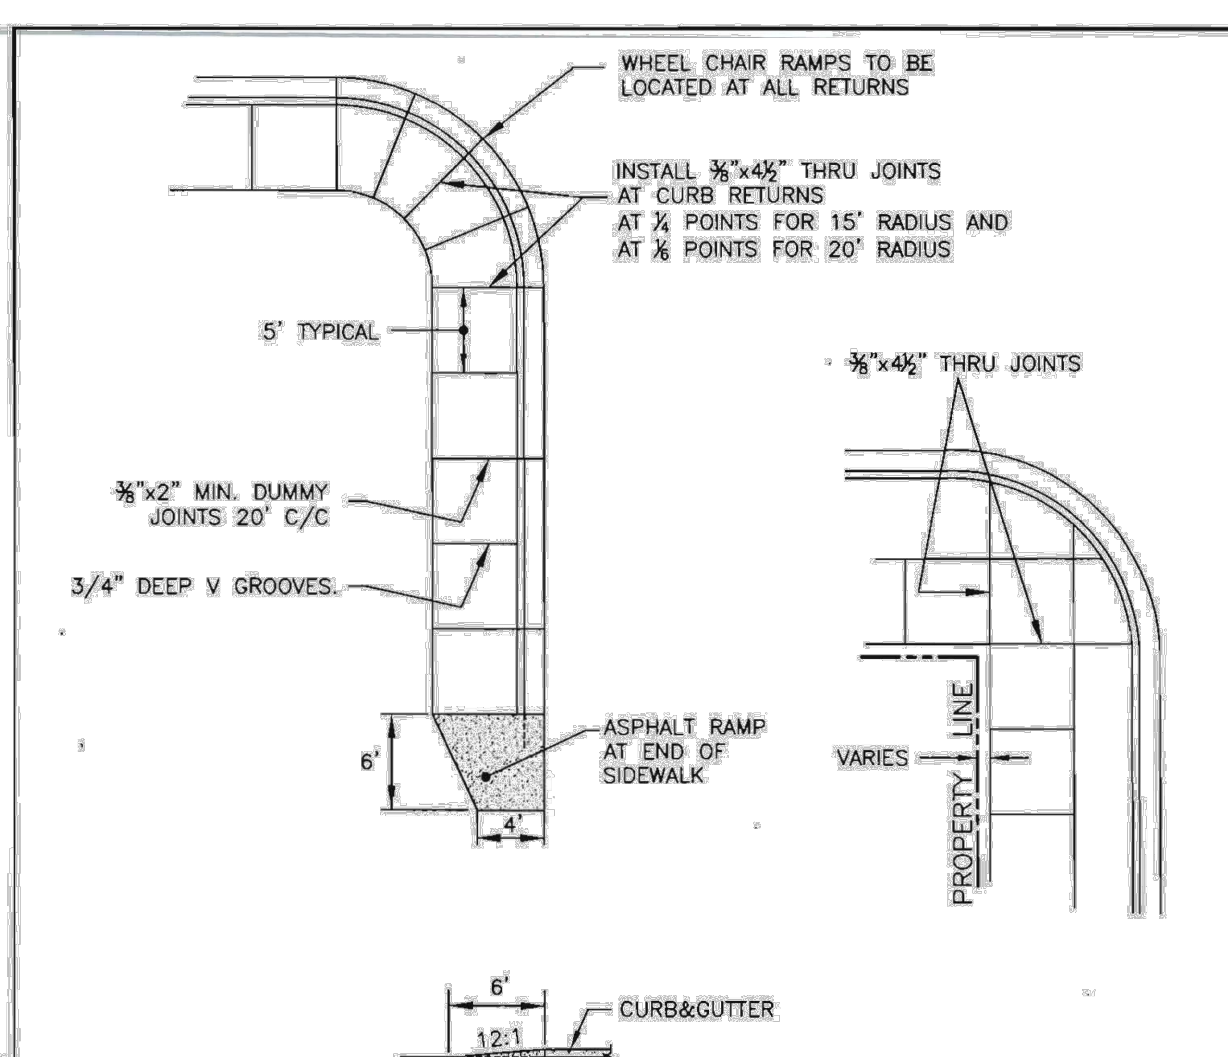 WHEEL CHAIR RAMPS TO BE
LOCATED AT ALL RETURNS
INSTALL ⅜"x4½" THRU JOINTS
AT CURB RETURNS
AT ¼ POINTS FOR 15' RADIUS AND
AT ⅙ POINTS FOR 20' RADIUS
5' TYPICAL
⅜"x4½" THRU JOINTS
⅜"x2" MIN. DUMMY
JOINTS 20' C/C
3/4" DEEP V GROOVES.
ASPHALT RAMP
AT END OF
SIDEWALK
6'
4'
VARIES
PROPERTY LINE
6'
CURB&GUTTER
12:1